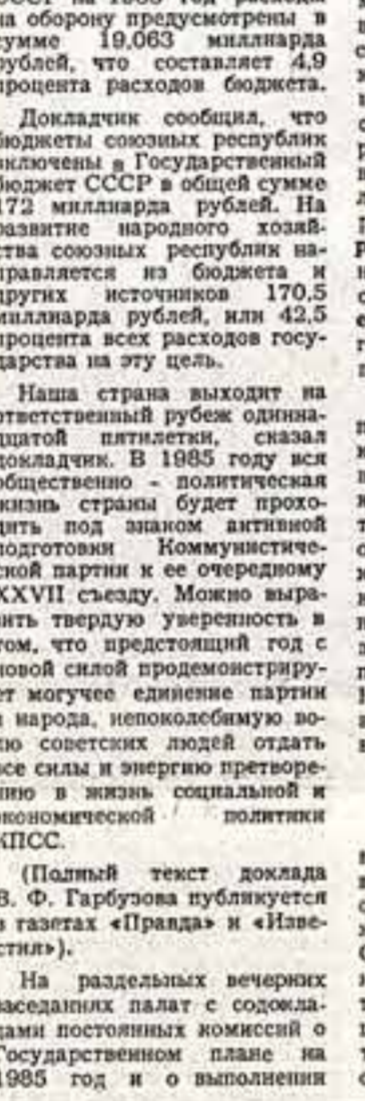 СССР на 1985 год расходы
на оборону предусмотрены в
сумме 19,063 миллиарда
рублей, что составляет 4,9
процента расходов бюджета.
Докладчик сообщил, что
бюджеты союзных республик
включены в Государственный
бюджет СССР в общей сумме
172 миллиарда рублей. На
развитие народного хозяй-
ства союзных республик на-
правляется из бюджета и
других источников 170,5
миллиарда рублей, или 42,5
процента всех расходов госу-
дарства на эту цель.
Наша страна выходит на
ответственный рубеж одинна-
дцатой пятилетки, сказал
докладчик. В 1985 году вся
общественно - политическая
жизнь страны будет прохо-
дить под знаком активной
подготовки Коммунистиче-
ской партии к ее очередному
XXVII съезду. Можно выра-
зить твердую уверенность в
том, что предстоящий год с
новой силой продемонстриру-
ет могучее единение партии
и народа, непоколебимую во-
лю советских людей отдать
все силы и энергию претворе-
нию в жизнь социальной и
экономической политики
КПСС.
(Полный текст доклада
В. Ф. Гарбузова публикуется
в газетах «Правда» и «Изве-
стия»).
На раздельных вечерних
заседаниях палат с содокла-
дами постоянных комиссий о
Государственном плане на
1985 год и о выполнении